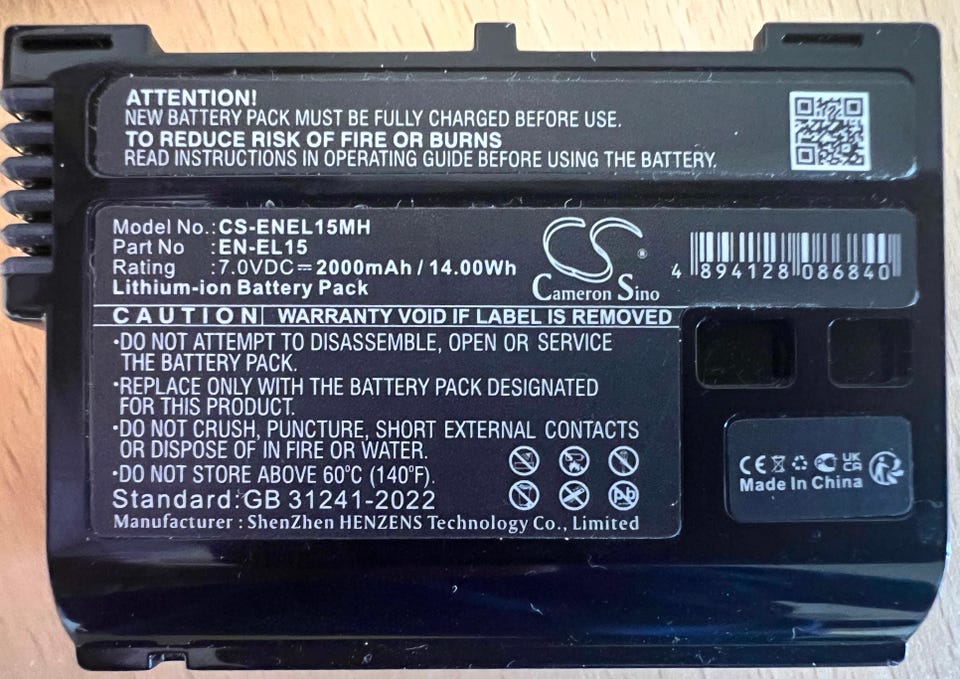 ATTENTION!
NEW BATTERY PACK MUST BE FULLY CHARGED BEFORE USE.
TO REDUCE RISK OF FIRE OR BURNS
READ INSTRUCTIONS IN OPERATING GUIDE BEFORE USING THE BATTERY.
Model No.:CS-ENEL15MH
Part No :EN-EL15
Rating :7.0VDC⎓2000mAh / 14.00Wh
Lithium-ion Battery Pack
CS®
Cameron Sino
4 894128 086840
CAUTION| WARRANTY VOID IF LABEL IS REMOVED
•DO NOT ATTEMPT TO DISASSEMBLE, OPEN OR SERVICE
THE BATTERY PACK.
•REPLACE ONLY WITH THE BATTERY PACK DESIGNATED
FOR THIS PRODUCT.
•DO NOT CRUSH, PUNCTURE, SHORT EXTERNAL CONTACTS
OR DISPOSE OF IN FIRE OR WATER.
•DO NOT STORE ABOVE 60°C (140°F).
Standard:GB 31241-2022
Manufacturer : ShenZhen HENZENS Technology Co., Limited
Pb
CE UKCA
Made In China